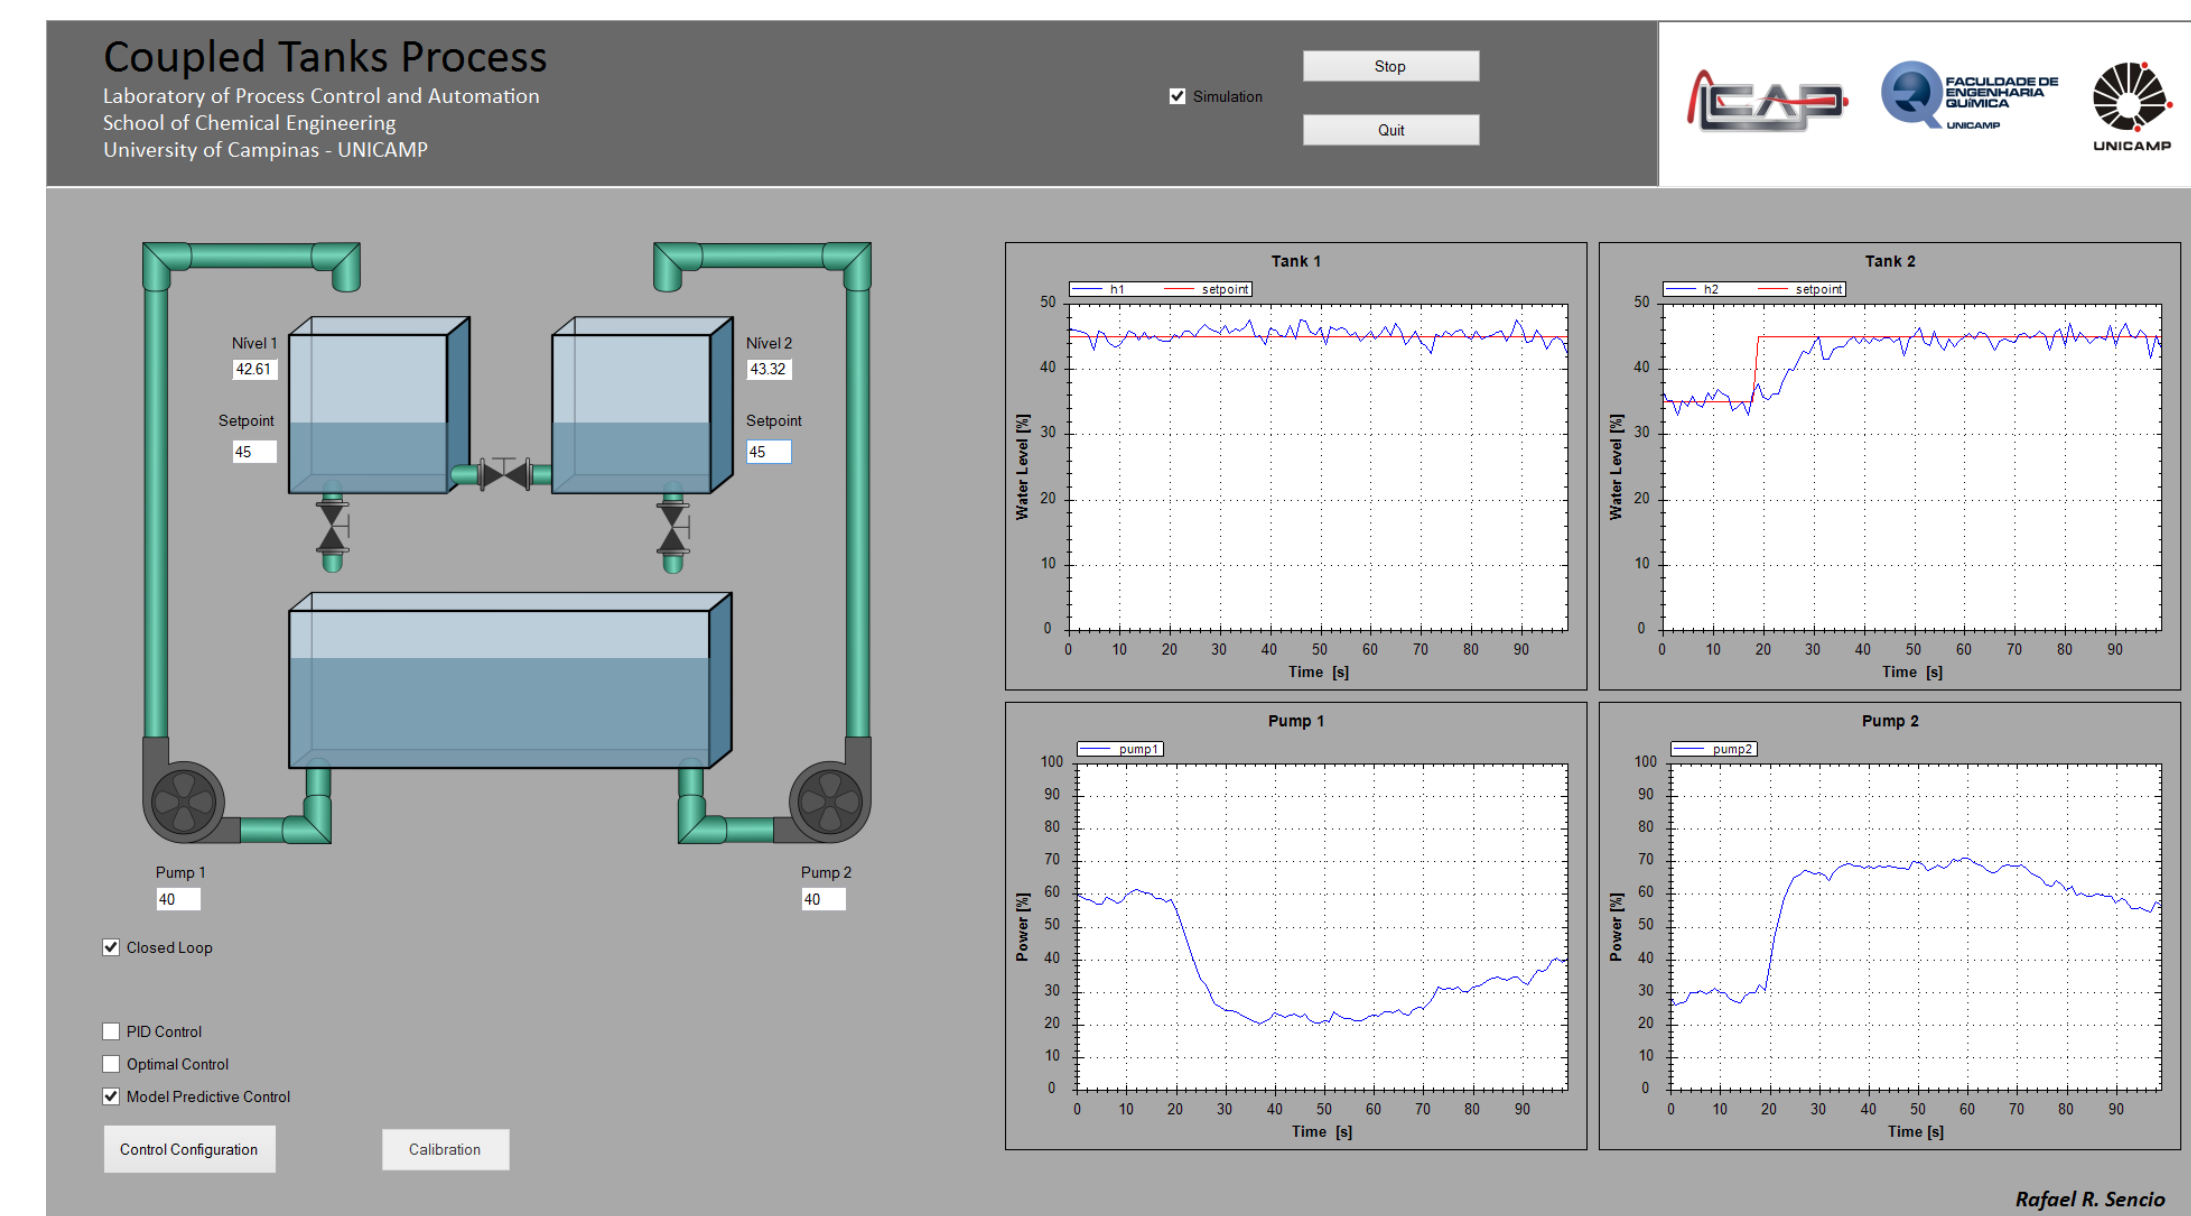 Coupled Tanks Process
Laboratory of Process Control and Automation
School of Chemical Engineering
University of Campinas - UNICAMP
Simulation
Stop
Quit
LCAP
FACULDADE DE
ENGENHARIA
QUÍMICA
UNICAMP
UNICAMP
Nível 1
42.61
Setpoint
45
Nível 2
43.32
Setpoint
45
Pump 1
40
Pump 2
40
Closed Loop
PID Control
Optimal Control
Model Predictive Control
Control Configuration
Calibration
Tank 1
h1 setpoint
50
40
30
20
10
0
Water Level [%]
0 10 20 30 40 50 60 70 80 90
Time [s]
Tank 2
h2 setpoint
50
40
30
20
10
0
Water Level [%]
0 10 20 30 40 50 60 70 80 90
Time [s]
Pump 1
pump1
100
90
80
70
60
50
40
30
20
10
0
Power [%]
0 10 20 30 40 50 60 70 80 90
Time [s]
Pump 2
pump2
100
90
80
70
60
50
40
30
20
10
0
Power [%]
0 10 20 30 40 50 60 70 80 90
Time [s]
Rafael R. Sencio